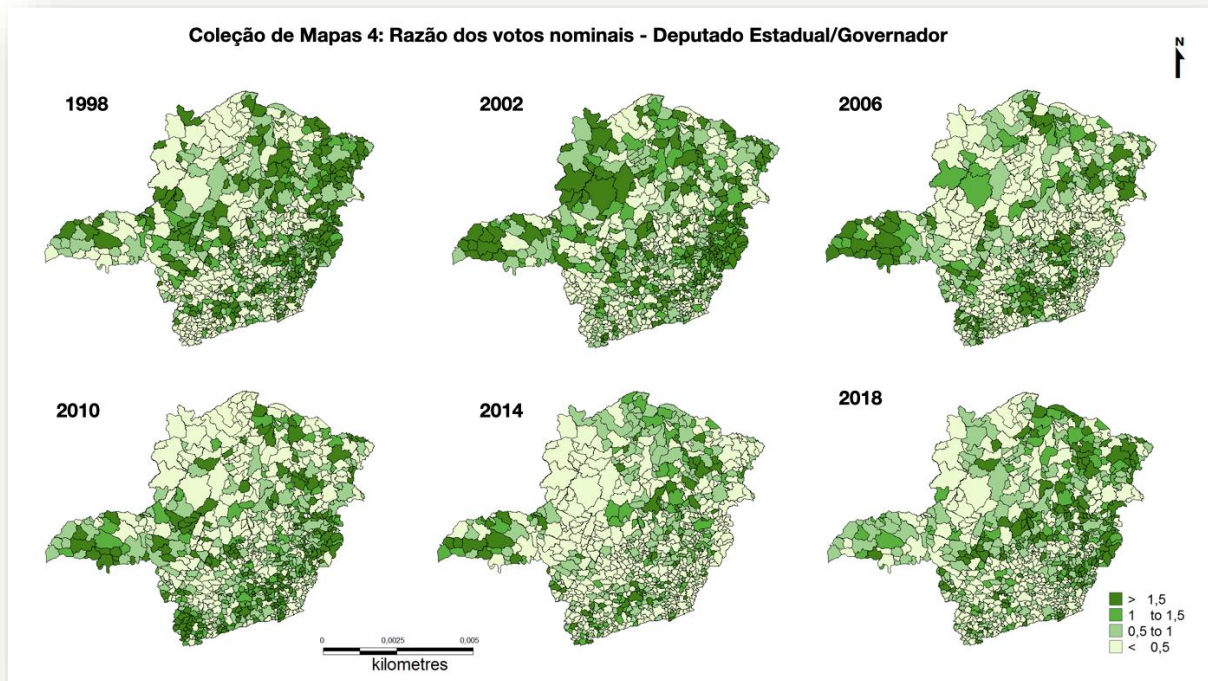 Coleção de Mapas 4: Razão dos votos nominais - Deputado Estadual/Governador
N
1998
2002
2006
2010
2014
2018
> 1,5
1 to 1,5
0,5 to 1
< 0,5
0 0,0025 0,005
kilometres